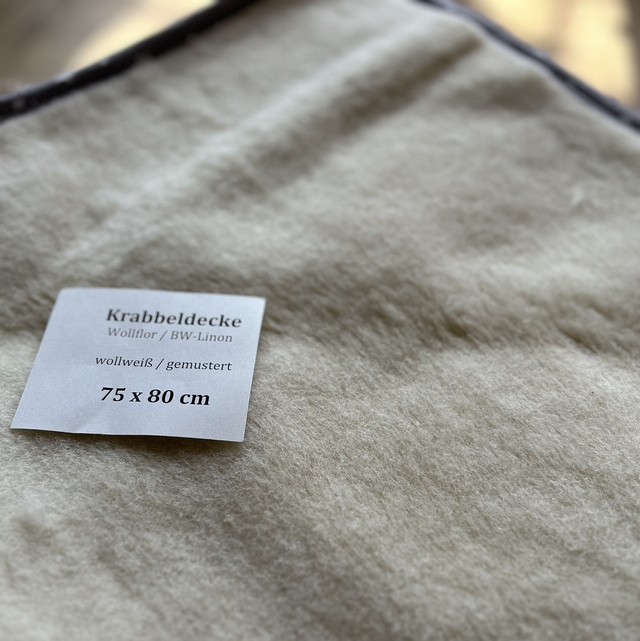 Krabbeldecke
Wollflor / BW-Linon
wollweiß / gemustert
75 x 80 cm